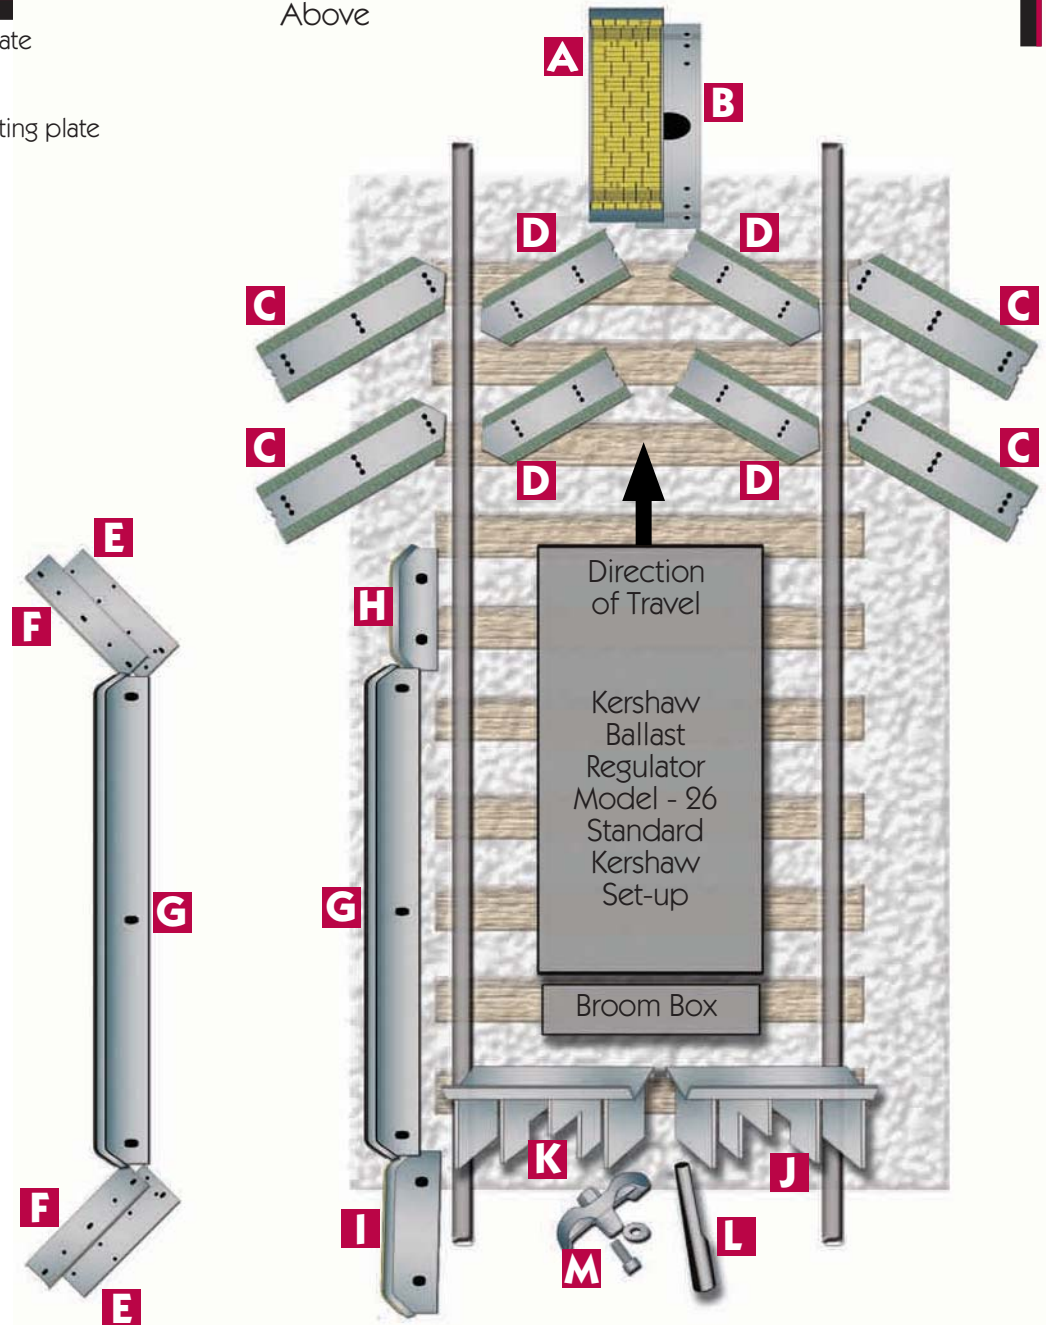 Above
ate
ting plate
A
B
D D
C C
C C
D D
E
F
H
Direction
of Travel
Kershaw
Ballast
Regulator
Model - 26
Standard
Kershaw
Set-up
G G
Broom Box
K
J
F
I
L
M
E